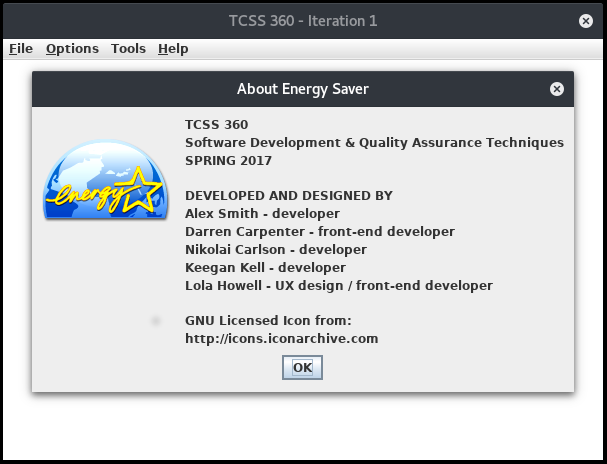 TCSS 360 - Iteration 1
File Options Tools Help
About Energy Saver
energy
TCSS 360
Software Development & Quality Assurance Techniques
SPRING 2017
DEVELOPED AND DESIGNED BY
Alex Smith - developer
Darren Carpenter - front-end developer
Nikolai Carlson - developer
Keegan Kell - developer
Lola Howell - UX design / front-end developer
GNU Licensed Icon from:
http://icons.iconarchive.com
OK